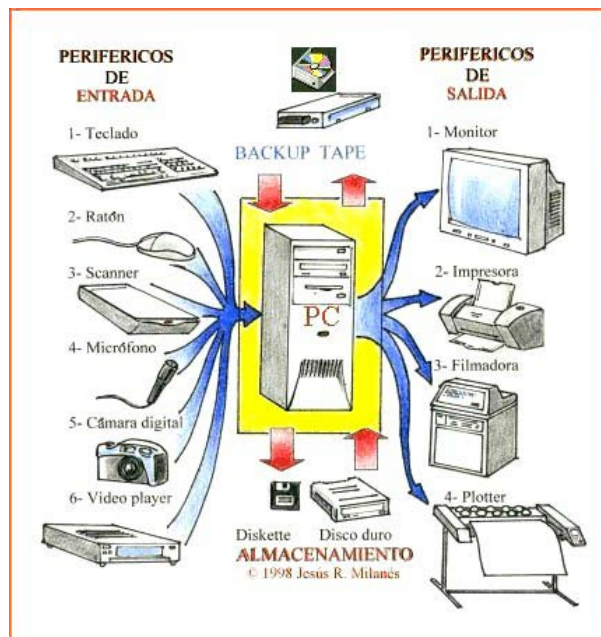 PERIFERICOS
DE
ENTRADA
1- Teclado
2- Ratón
3- Scanner
4- Micrófono
5- Cámara digital
6- Video player
BACKUP TAPE
PC
Diskette Disco duro
ALMACENAMIENTO
© 1998 Jesús R. Milanés
PERIFERICOS
DE
SALIDA
1- Monitor
2- Impresora
3- Filmadora
4- Plotter